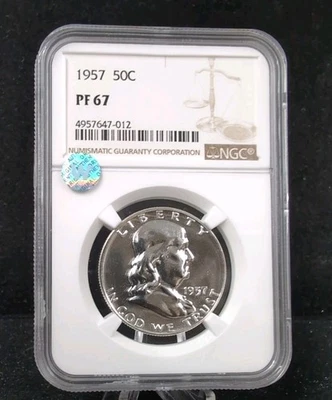 1957 50C
PF 67
4957647-012
NUMISMATIC GUARANTY CORPORATION
NGC
LIBERTY
1957
IN GOD WE TRUST